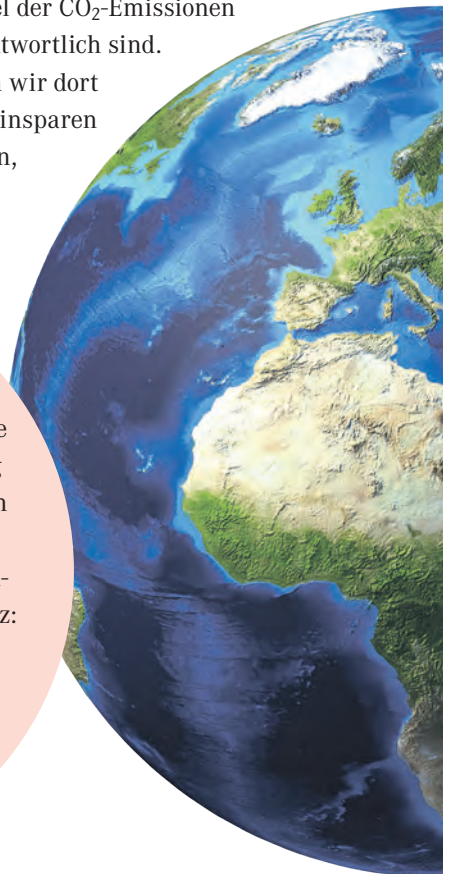 el der CO₂-Emissionen
twortlich sind.
wir dort
insparen
n,
e
g
n
-
z: